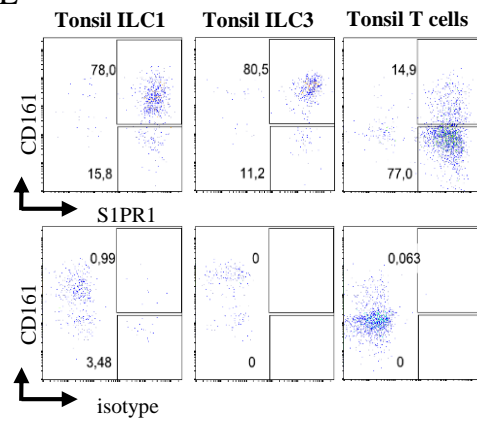 Tonsil ILC1 Tonsil ILC3 Tonsil T cells
CD161
78,0 80,5 14,9
15,8 11,2 77,0
S1PR1
CD161
0,99 0 0,063
3,48 0 0
isotype